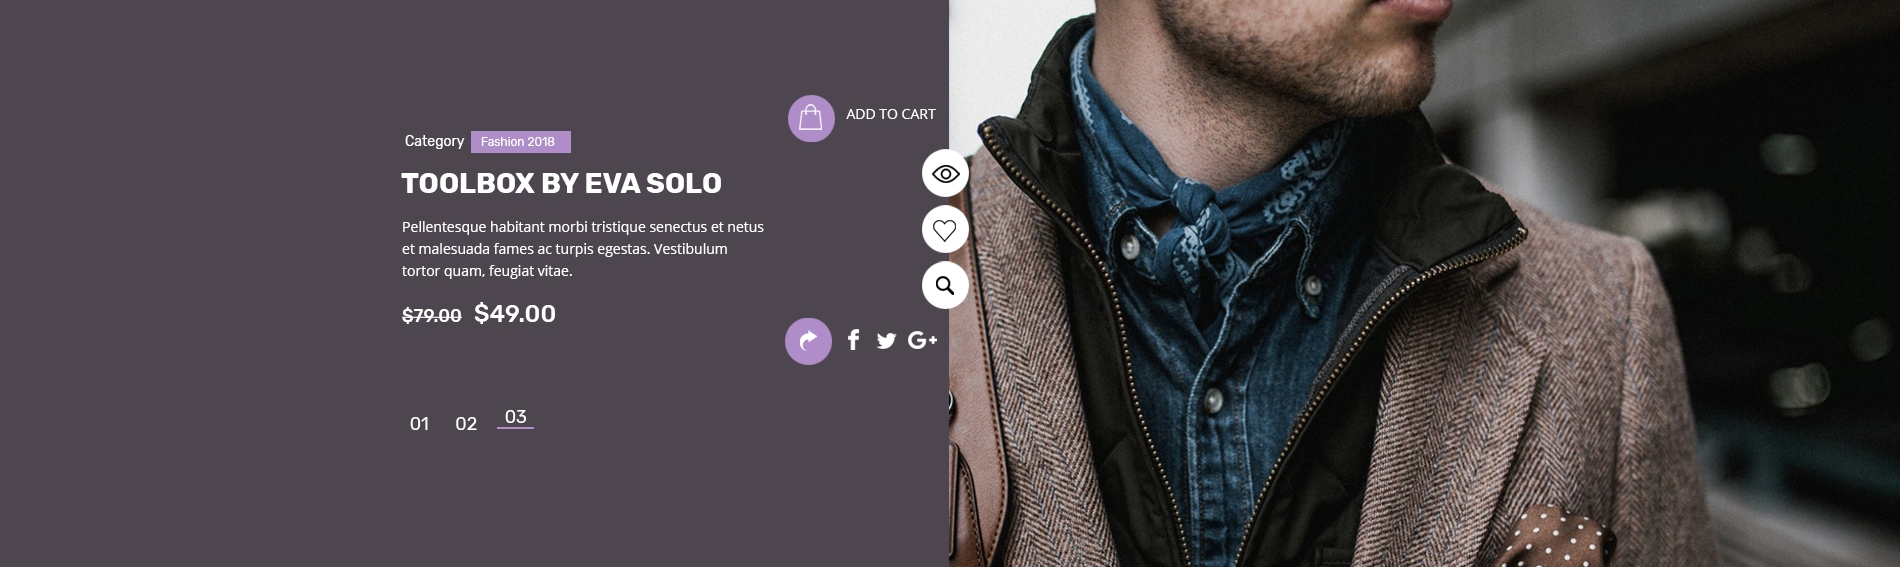 ADD TO CART
Category Fashion 2018
TOOLBOX BY EVA SOLO
Pellentesque habitant morbi tristique senectus et netus
et malesuada fames ac turpis egestas. Vestibulum
tortor quam, feugiat vitae.
$79.00 $49.00
f G+
01 02 03